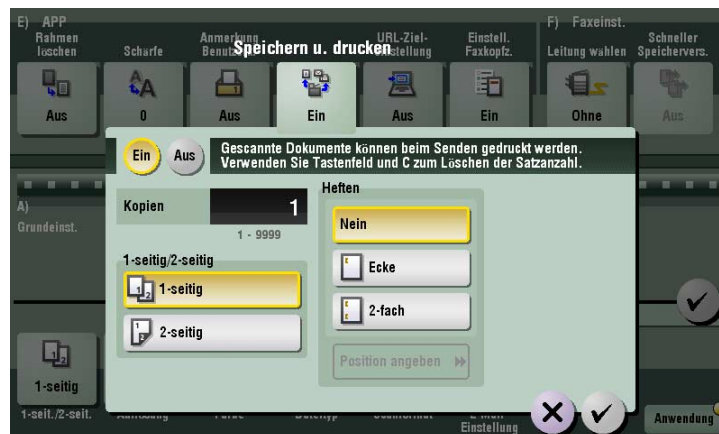 E) APP
F) Faxeinst.
Rahmen
löschen
Schärfe
Anmerkung
Benutz
Speichern u. drucken
URL-Ziel-
stellung
Einstell.
Faxkopfz.
Leitung wählen
Schneller
Speichervers.
Aus
0
Aus
Ein
Aus
Ein
Ohne
Aus
Ein
Aus
Gescannte Dokumente können beim Senden gedruckt werden.
Verwenden Sie Tastenfeld und C zum Löschen der Satzanzahl.
A)
Grundeinst.
Kopien
1
1 - 9999
1-seitig/2-seitig
1-seitig
2-seitig
Heften
Nein
Ecke
2-fach
Position angeben
1-seitig
1-seit./2-seit.
Einstellung
Anwendung